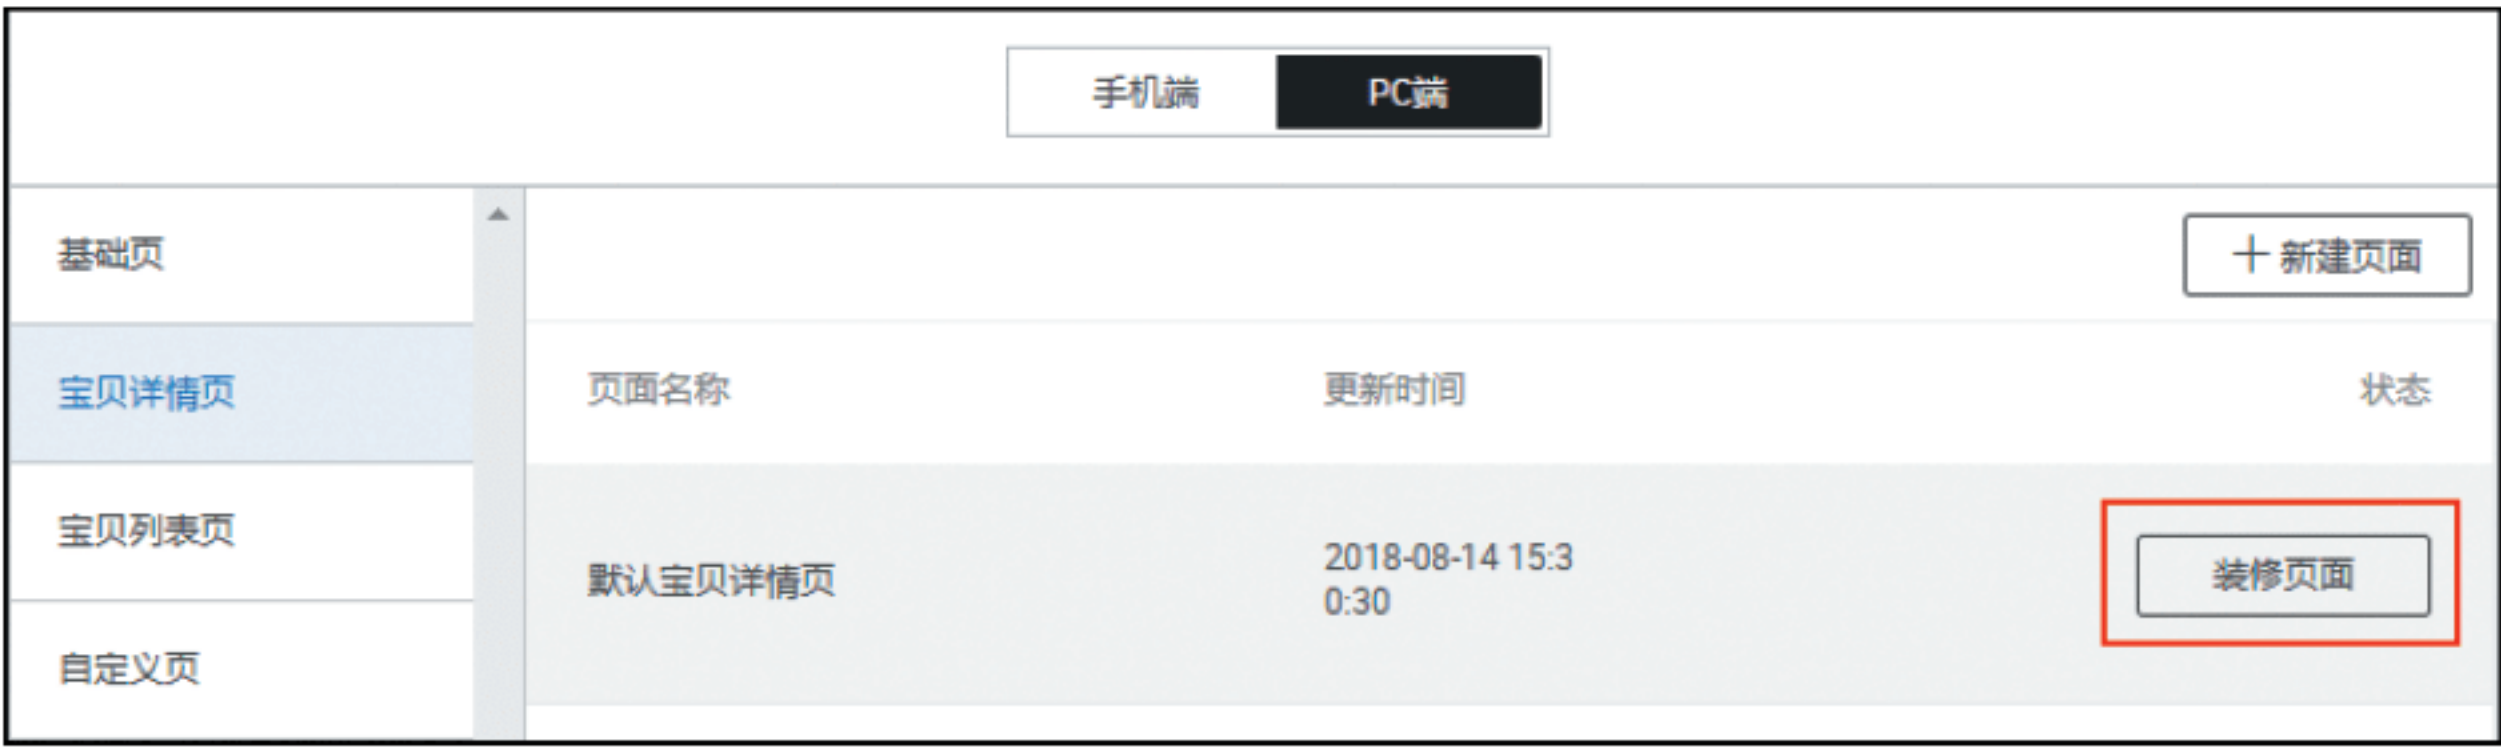 手机端 PC端
基础页
宝贝详情页
宝贝列表页
自定义页
＋新建页面
页面名称 更新时间 状态
默认宝贝详情页
2018-08-14 15:3
0:30
装修页面